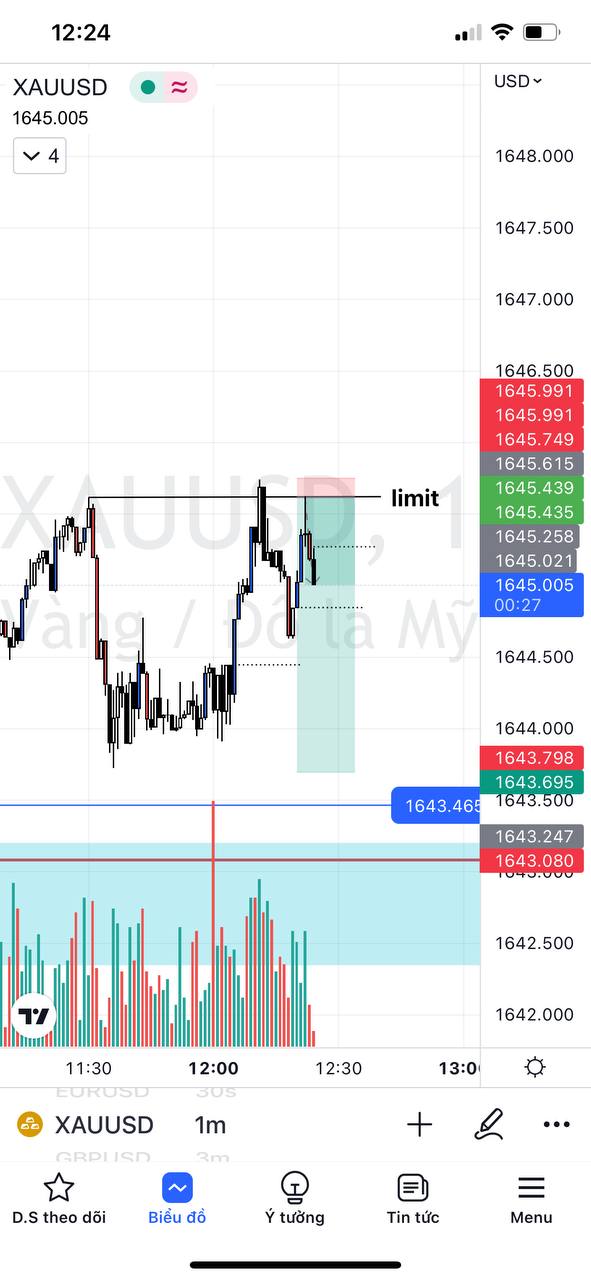 12:24
XAUUSD
USD
1645.005
4
1648.000
1647.500
1647.000
1646.500
1645.991
1645.991
1645.749
1645.615
limit
1645.439
1645.435
XAUUSD, 1
1645.258
1645.021
1645.005
00:27
Vàng / Đô la Mỹ
1644.500
1644.000
1643.798
1643.695
1643.465
1643.500
1643.247
1643.080
1643.000
1642.500
1642.000
11:30 12:00 12:30 13:0
EURUSD 30s
XAUUSD 1m
GBPUSD 3m
D.S theo dõi Biểu đồ Ý tưởng Tin tức Menu